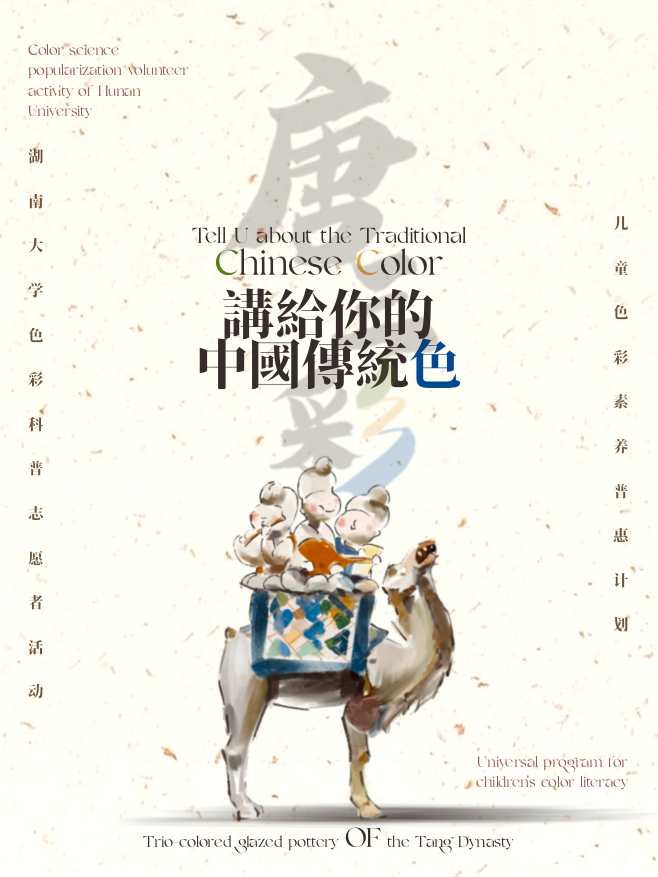 Color science
popularization volunteer
activity of Hunan
University
湖南大学色彩科普志愿者活动
儿童色彩素养普惠计划
唐彩
Tell U about the Traditional
Chinese Color
講給你的
中國傳統色
Universal program for
children's color literacy
Trio-colored glazed pottery OF the Tang Dynasty